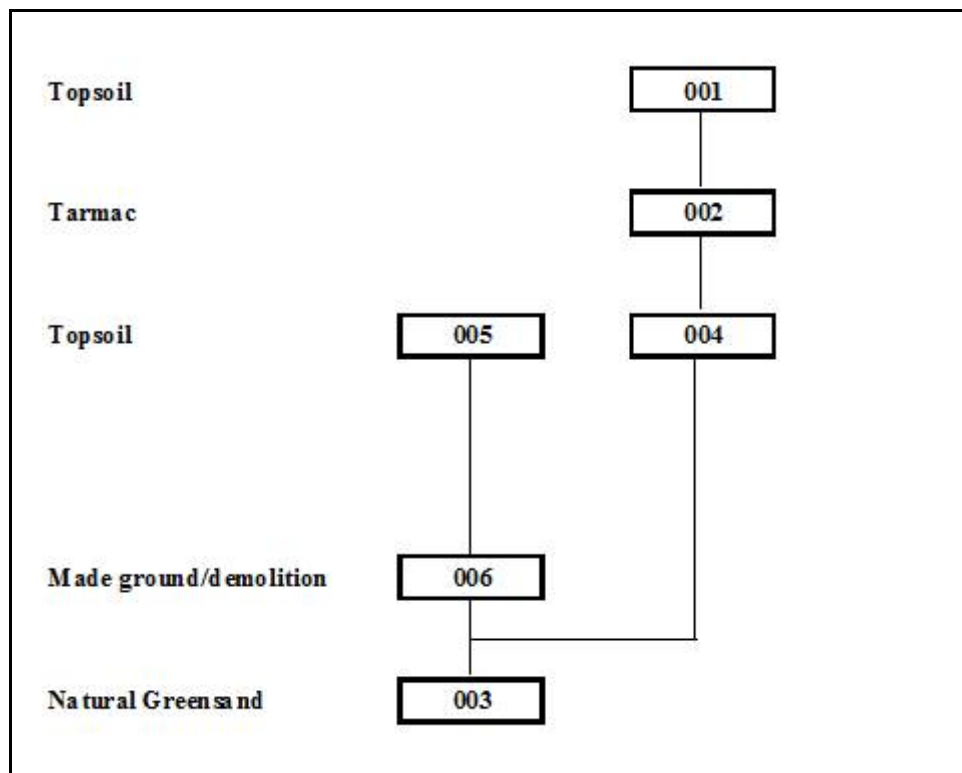 Topsoil 001
Tarmac 002
Topsoil 005 004
Made ground/demolition 006
Natural Greensand 003